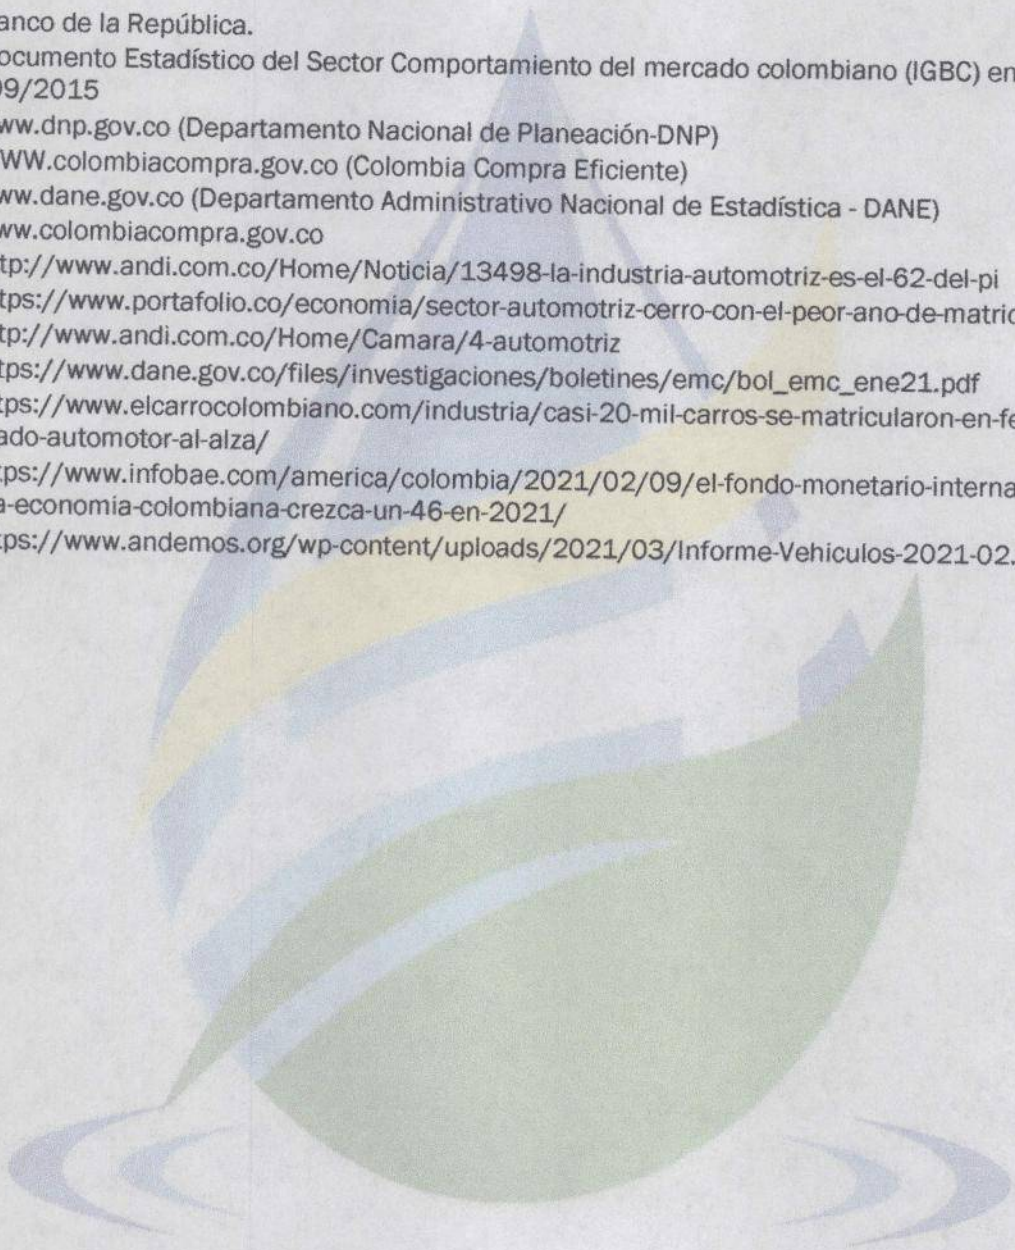 anco de la República.
ocumento Estadístico del Sector Comportamiento del mercado colombiano (IGBC) en
09/2015
ww.dnp.gov.co (Departamento Nacional de Planeación-DNP)
WW.colombiacompra.gov.co (Colombia Compra Eficiente)
ww.dane.gov.co (Departamento Administrativo Nacional de Estadística - DANE)
ww.colombiacompra.gov.co
tp://www.andi.com.co/Home/Noticia/13498-la-industria-automotriz-es-el-62-del-pi
tps://www.portafolio.co/economia/sector-automotriz-cerro-con-el-peor-ano-de-matric
tp://www.andi.com.co/Home/Camara/4-automotriz
tps://www.dane.gov.co/files/investigaciones/boletines/emc/bol_emc_ene21.pdf
tps://www.elcarrocolombiano.com/industria/casi-20-mil-carros-se-matricularon-en-fe
ado-automotor-al-alza/
tps://www.infobae.com/america/colombia/2021/02/09/el-fondo-monetario-interna
a-economia-colombiana-crezca-un-46-en-2021/
tps://www.andemos.org/wp-content/uploads/2021/03/Informe-Vehiculos-2021-02.